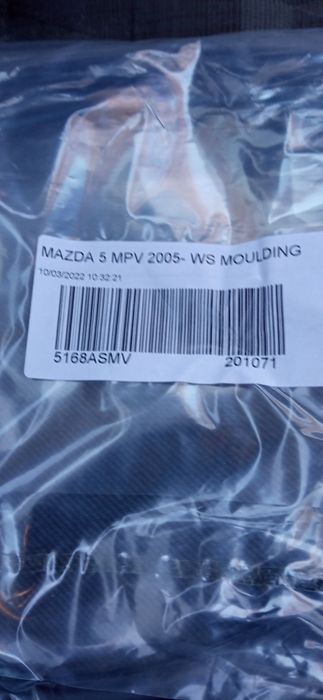 MAZDA 5 MPV 2005- WS MOULDING
10/03/2022 10:32:21
5168ASMV 201071